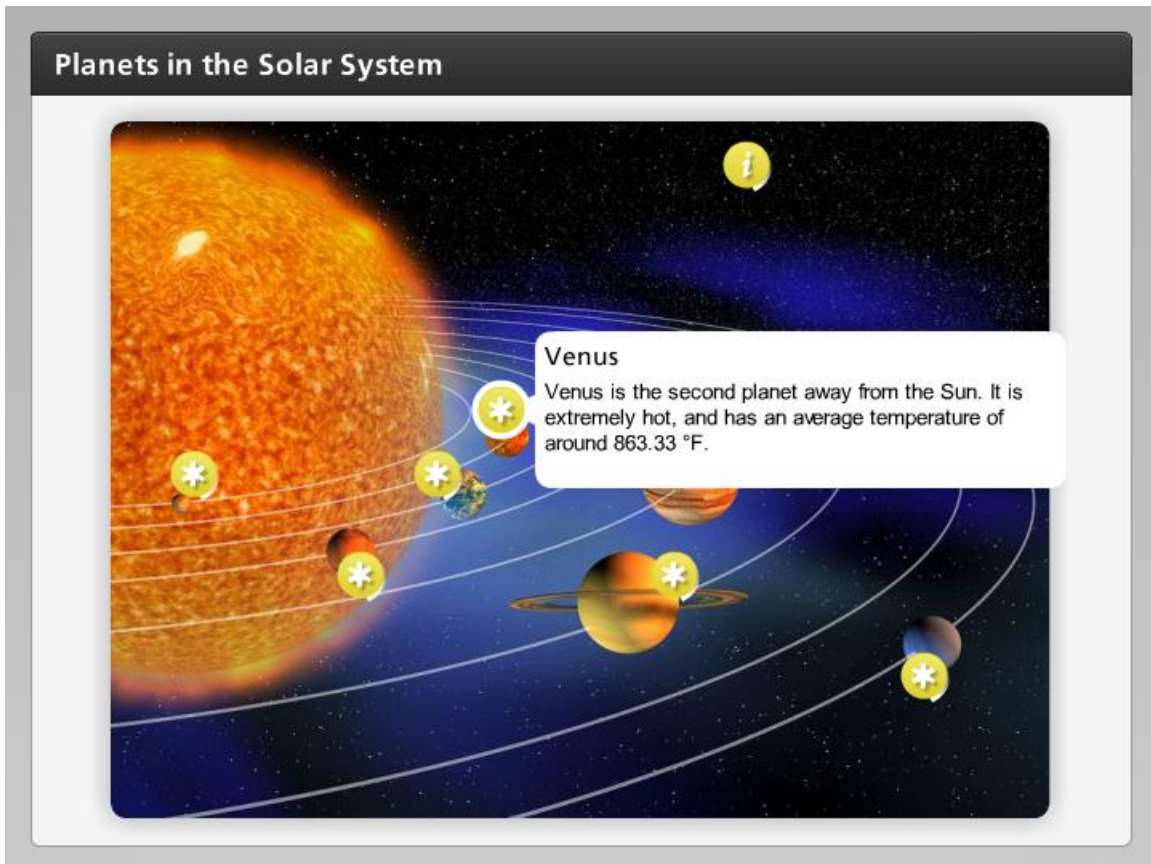 Planets in the Solar System
i
Venus
Venus is the second planet away from the Sun. It is
extremely hot, and has an average temperature of
around 863.33 °F.